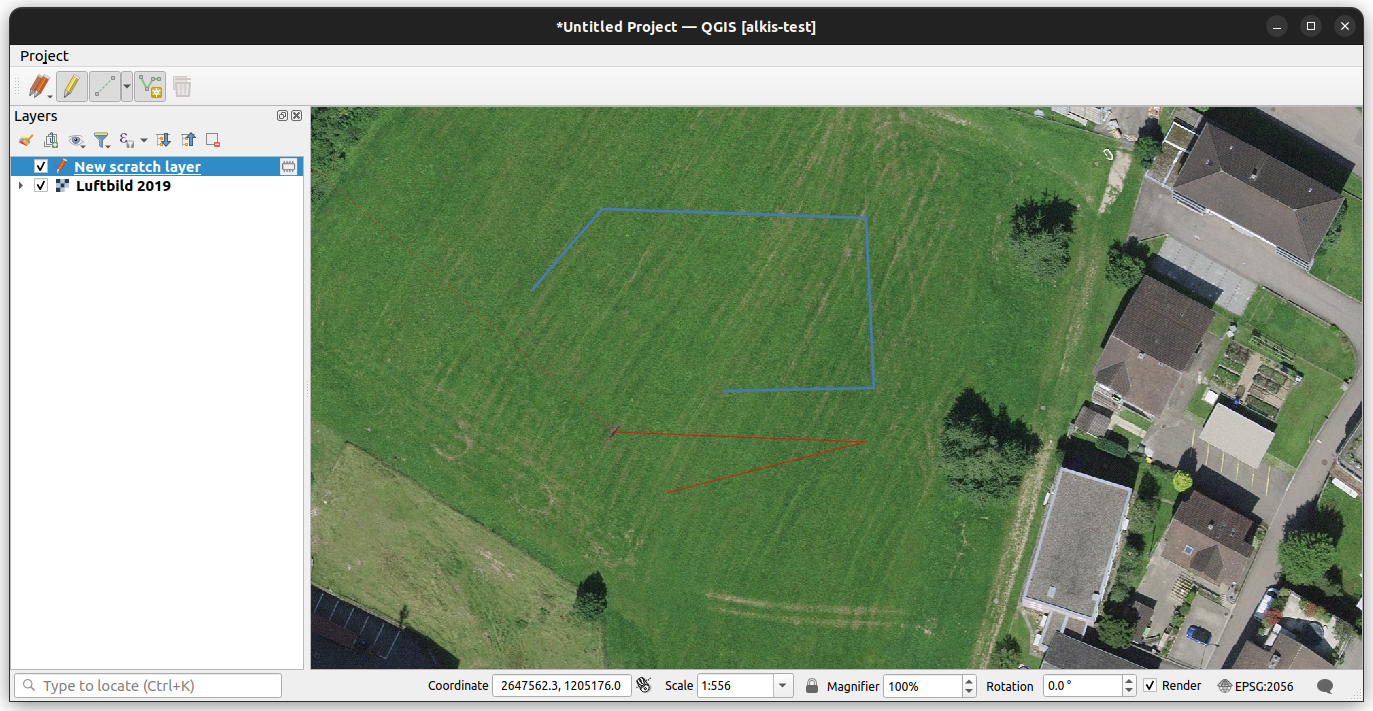 *Untitled Project — QGIS [alkis-test]
Project
Layers
New scratch layer
Luftbild 2019
Type to locate (Ctrl+K)
Coordinate 2647562.3, 1205176.0 Scale 1:556 Magnifier 100% Rotation 0.0 ° Render EPSG:2056